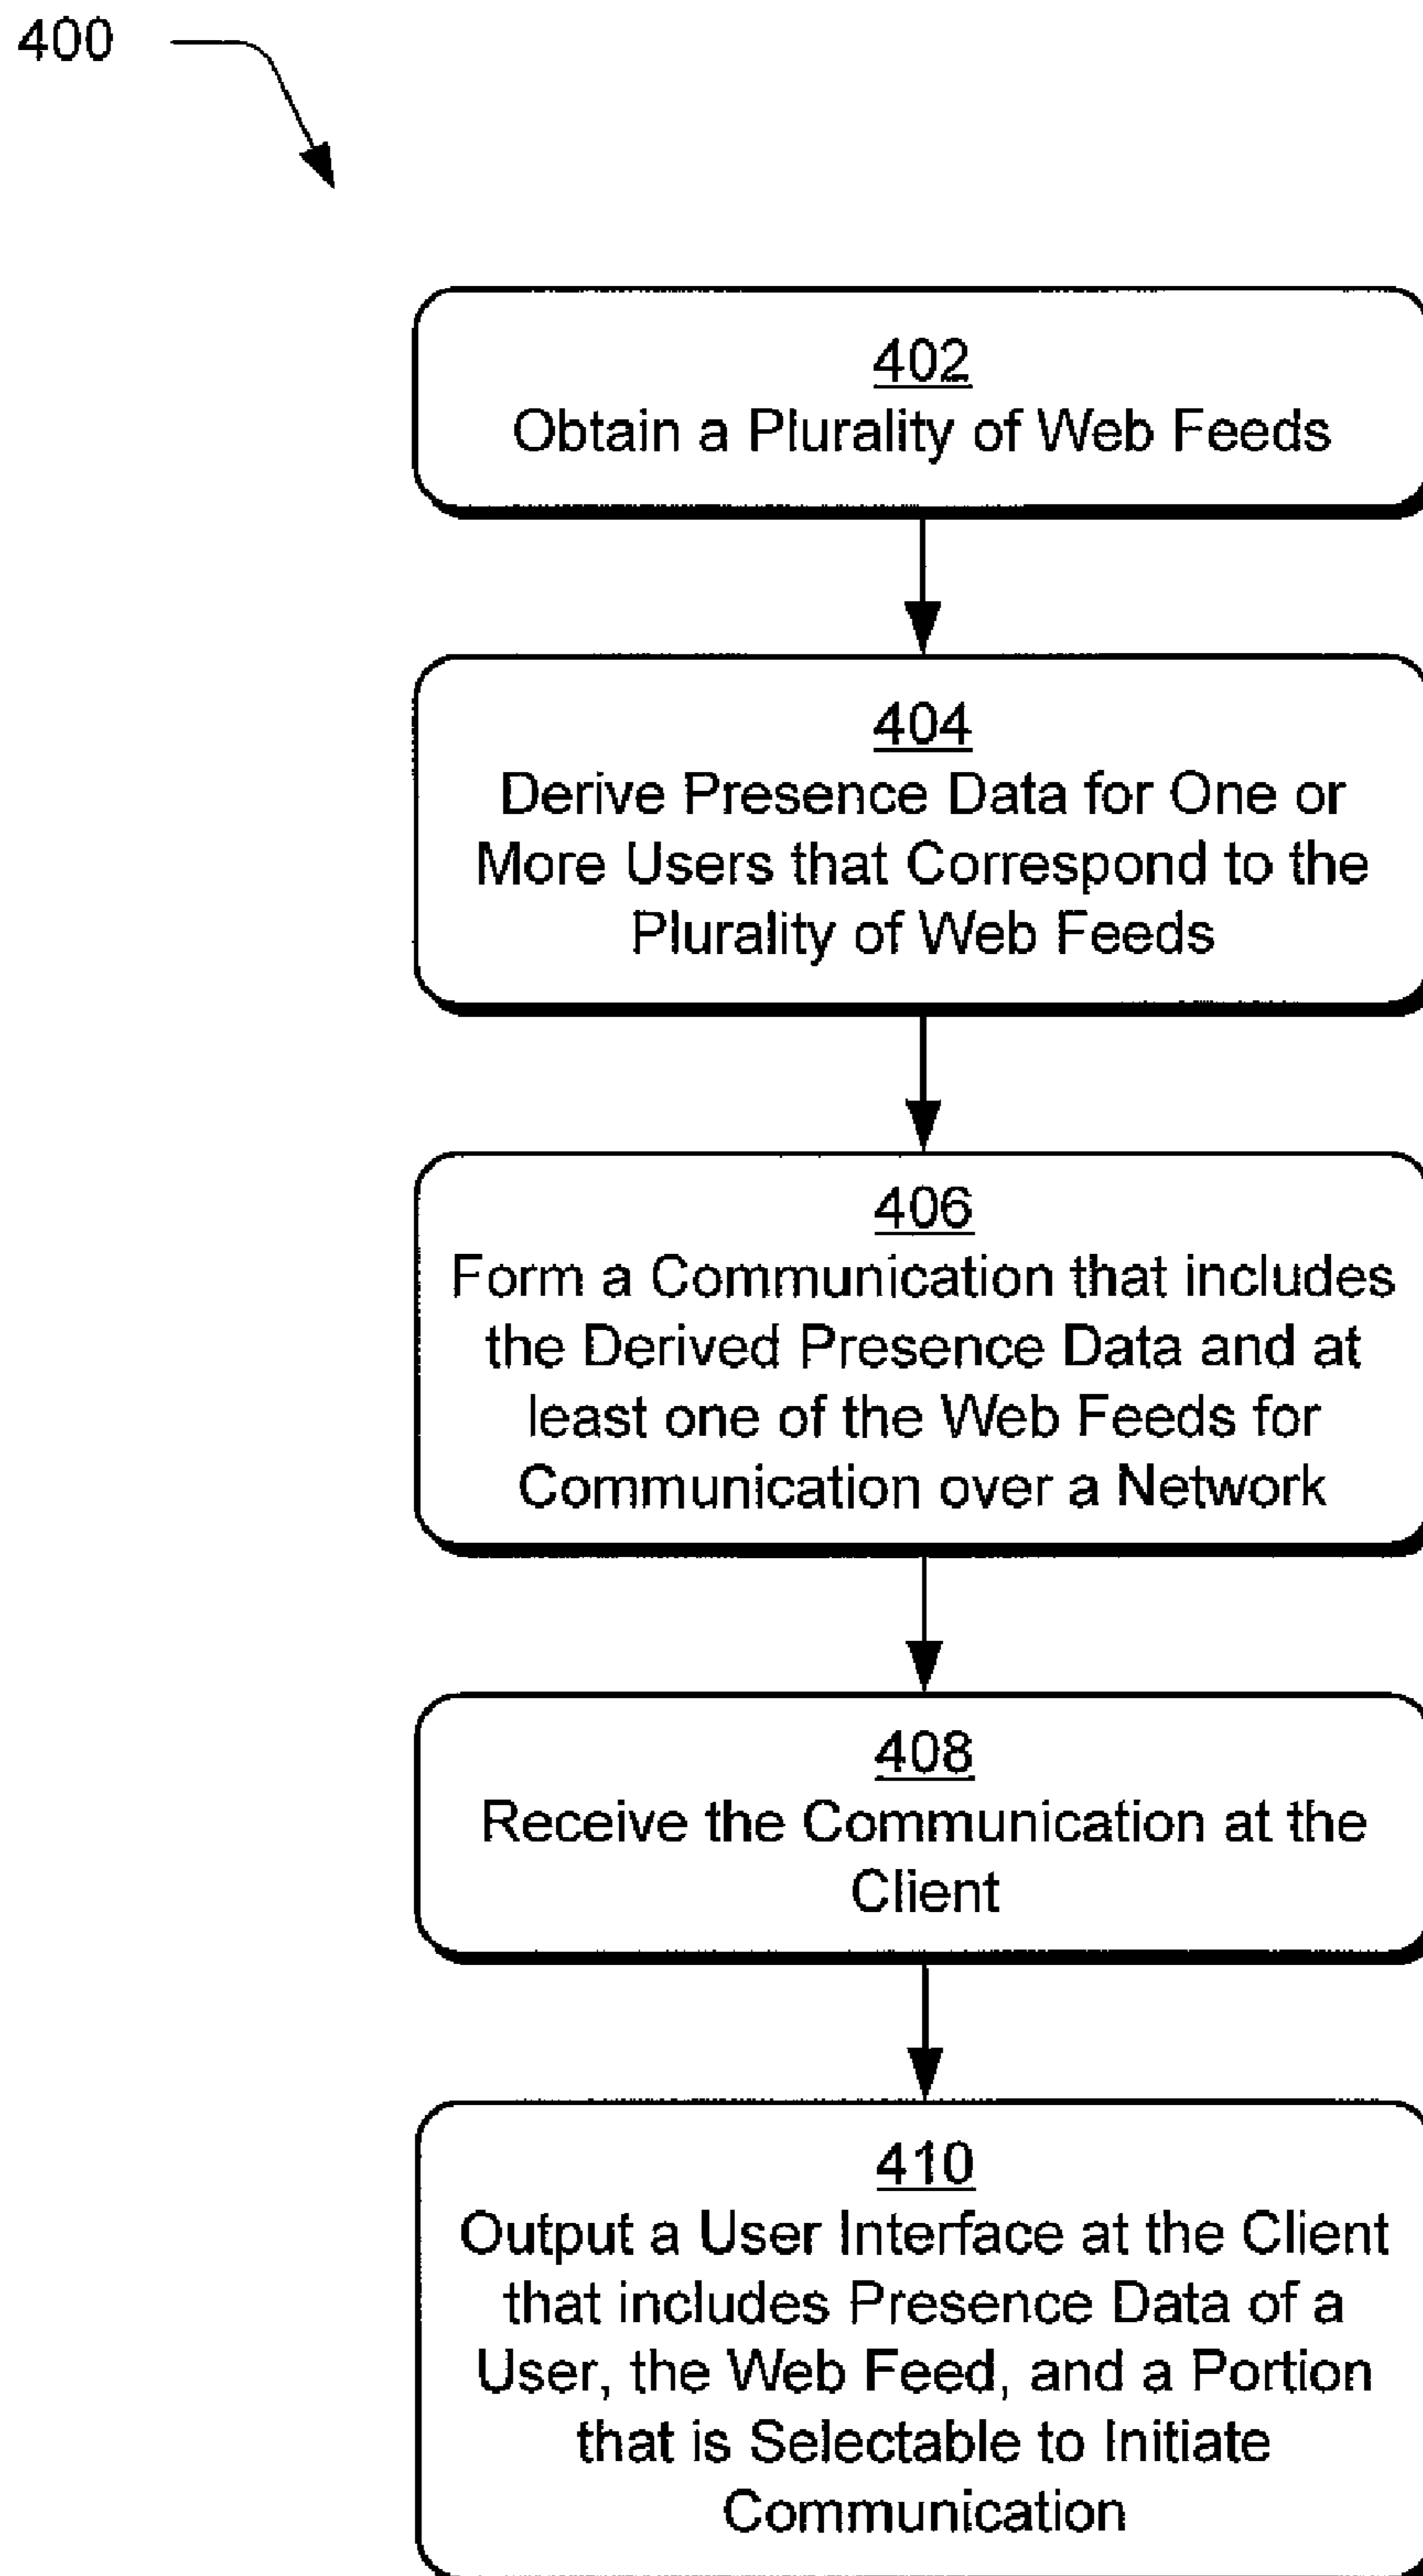 400
402
Obtain a Plurality of Web Feeds
404
Derive Presence Data for One or
More Users that Correspond to the
Plurality of Web Feeds
406
Form a Communication that includes
the Derived Presence Data and at
least one of the Web Feeds for
Communication over a Network
408
Receive the Communication at the
Client
410
Output a User Interface at the Client
that includes Presence Data of a
User, the Web Feed, and a Portion
that is Selectable to Initiate
Communication